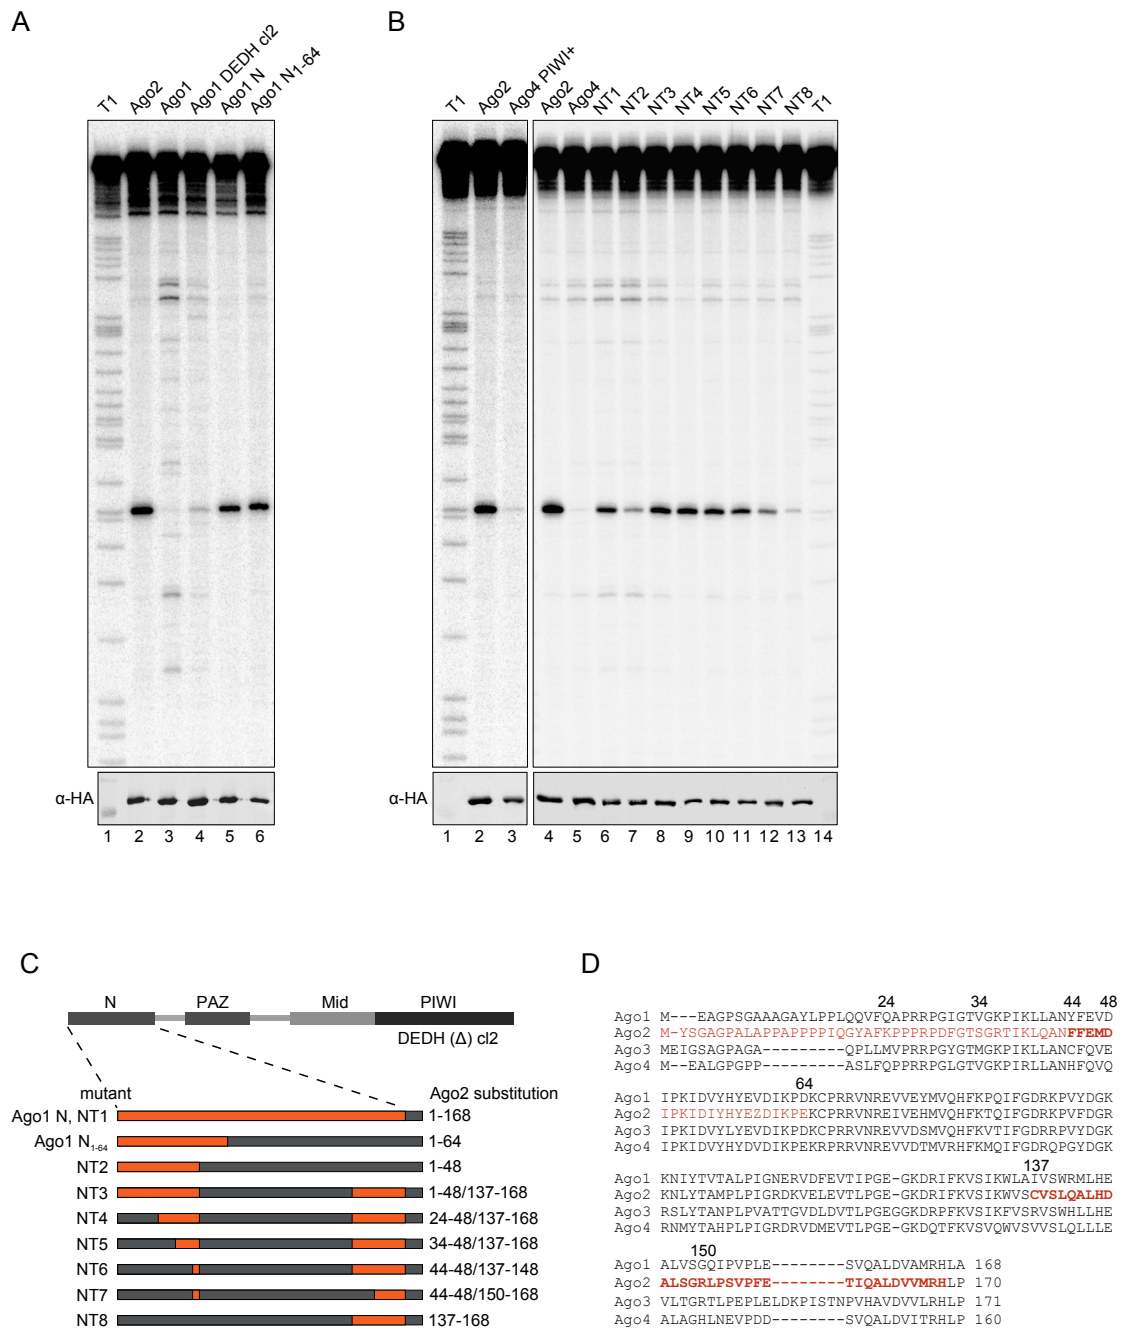 A
B
T1
Ago2
Ago1
Ago1 DEDH cl2
Ago1 N
Ago1 N1-64
T1
Ago2
Ago4 PIWI+
Ago2
Ago4
NT1
NT2
NT3
NT4
NT5
NT6
NT7
NT8
T1
α-HA
1 2 3 4 5 6
α-HA
1 2 3 4 5 6 7 8 9 10 11 12 13 14
C
N PAZ Mid PIWI
DEDH (Δ) cl2
mutant Ago2 substitution
Ago1 N, NT1 1-168
Ago1 N1-64 1-64
NT2 1-48
NT3 1-48/137-168
NT4 24-48/137-168
NT5 34-48/137-168
NT6 44-48/137-148
NT7 44-48/150-168
NT8 137-168
D
24 34 44 48
Ago1 M---EAGPSGAAAGAYLPPLQQVFQAPRRPGIGTVGKPIKLLANYFEVD
Ago2 M-YSGAGPALAPPAPPPPIQGYAFKPPPRPDFGTSGRTIKLQANFFEMD
Ago3 MEIGSAGPAGA---------QPLLMVPRRPGYGTMGKPIKLLANCFQVE
Ago4 M--EALGPGPP---------ASLFQPPRRPGLGTVGKPIRLLANHFQVQ
64
Ago1 IPKIDVYHYEVDIKPDKCPRRVNREVVEYMVQHFKPQIFGDRKPVYDGK
Ago2 IPKIDIYHYEZDIKPEKCPRRVNREIVEHMVQHFKTQIFGDRKPVFDGR
Ago3 IPKIDVYLYEVDIKPDKCPRRVNREVVDSMVQHFKVTIFGDRRPVYDGK
Ago4 IPKIDVYHYDVDIKPEKRPRRVNREVVDTMVRHFKMQIFGDRQPGYDGK
137
Ago1 KNIYTVTALPIGNERVDFEVTIPGE-GKDRIFKVSIKWLAIVSWRMLHE
Ago2 KNLYTAMPLPIGRDKVELEVTLPGE-GKDRIFKVSIKWVSCVSLQALHD
Ago3 RSLYTANPLPVATTGVDLDVTLPGEGGKDRPFKVSIKFVSRVSWHLLHE
Ago4 RNMYTAHPLPIGRDRVDMEVTLPGE-GKDQTFKVSVQWVSVVSLQLLLE
150
Ago1 ALVSGQIPVPLE--------SVQALDVAMRHLA 168
Ago2 ALSGRLPSVPFE--------TIQALDVVMRHLP 170
Ago3 VLTGRTLPEPLELDKPISTNPVHAVDVVLRHLP 171
Ago4 ALAGHLNEVPDD--------SVQALDVITRHLP 160